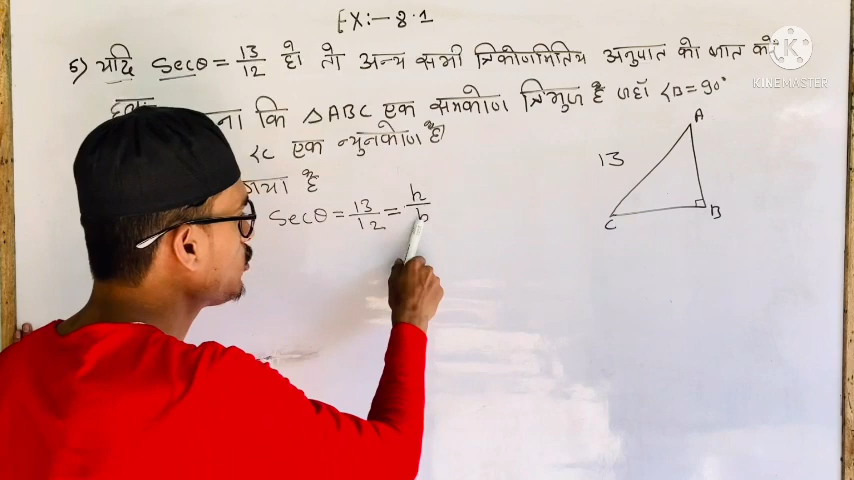 EX:- 8.1
5) यदि Secθ = 13/12 हो तो अन्य सभी त्रिकोणमितिय अनुपात को ज्ञात करें
KINEMASTER
कि △ABC एक समकोण त्रिभुज है जहाँ ∠B = 90°
∠C एक न्युनकोण है।
है
Secθ = 13/12 = h/b
A
13
C
B